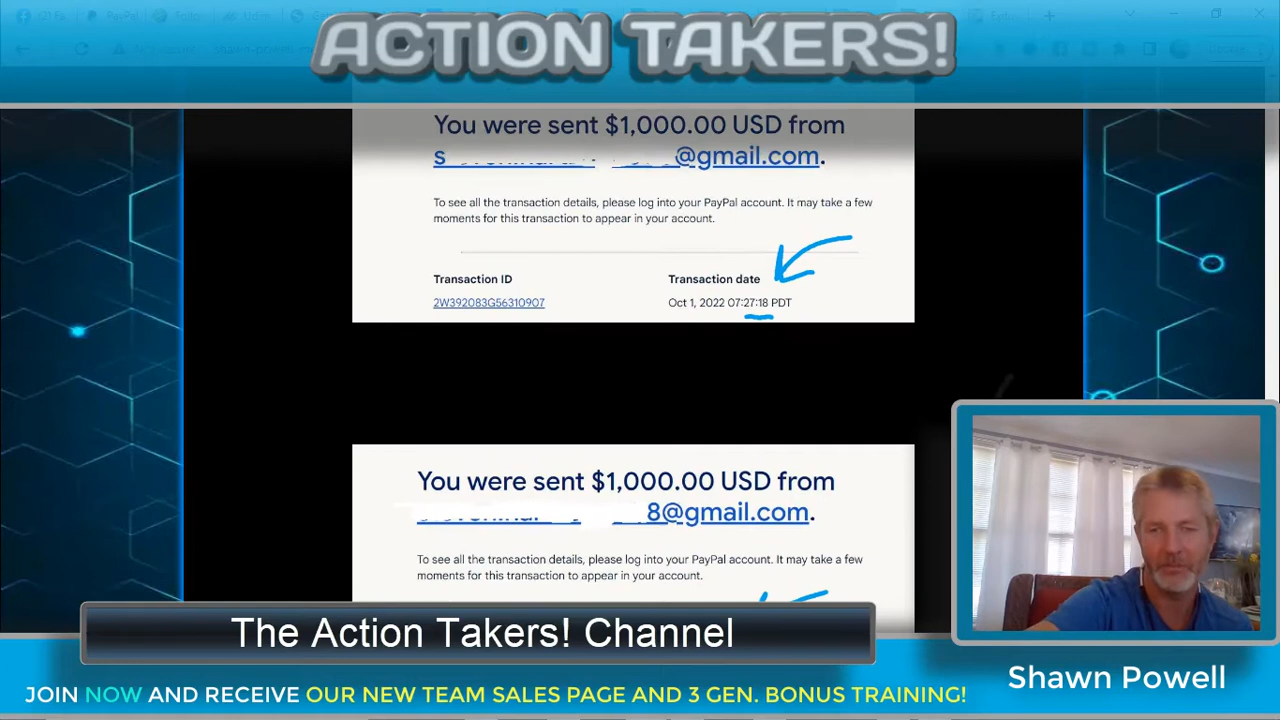 ACTION TAKERS!
You were sent $1,000.00 USD from
@gmail.com.
To see all the transaction details, please log into your PayPal account. It may take a few
moments for this transaction to appear in your account.
Transaction ID
Transaction date
2W392083G56310907
Oct 1, 2022 07:27:18 PDT
You were sent $1,000.00 USD from
8@gmail.com.
To see all the transaction details, please log into your PayPal account. It may take a few
moments for this transaction to appear in your account.
The Action Takers! Channel
Shawn Powell
JOIN NOW AND RECEIVE OUR NEW TEAM SALES PAGE AND 3 GEN. BONUS TRAINING!